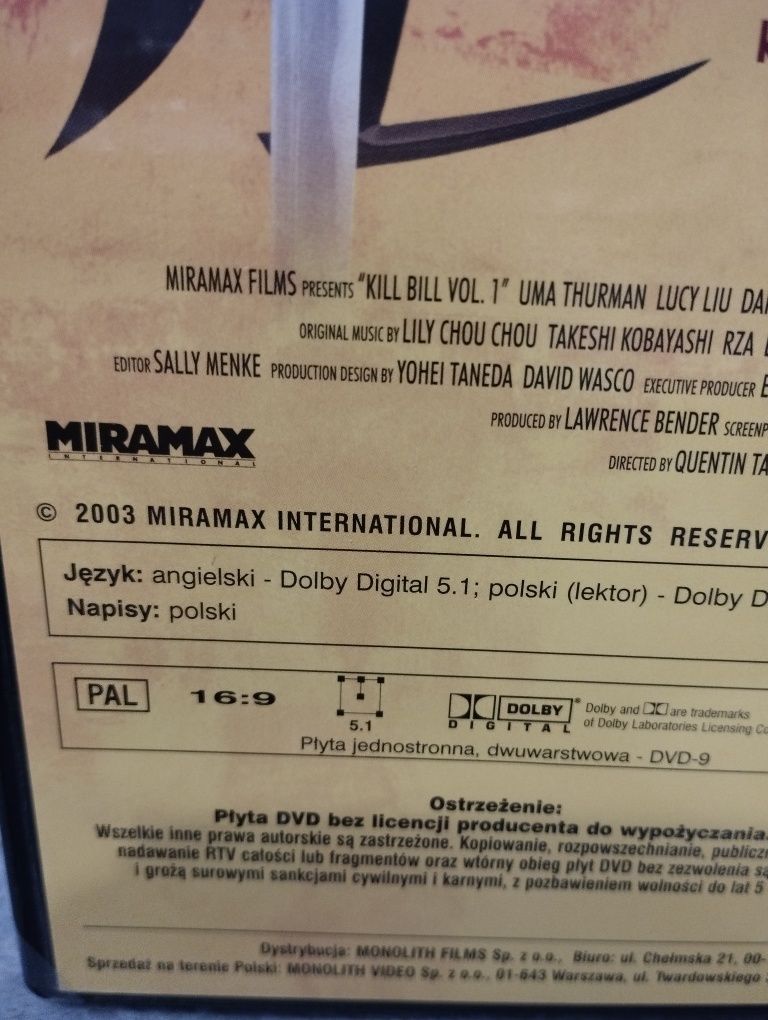 MIRAMAX FILMS PRESENTS "KILL BILL VOL. 1" UMA THURMAN LUCY LIU
ORIGINAL MUSIC BY LILY CHOU CHOU TAKESHI KOBAYASHI RZA
EDITOR SALLY MENKE PRODUCTION DESIGN BY YOHEI TANEDA DAVID WASCO EXECUTIVE PRODUCER
PRODUCED BY LAWRENCE BENDER
DIRECTED BY QUENTIN TA
MIRAMAX
INTERNATIONAL
© 2003 MIRAMAX INTERNATIONAL. ALL RIGHTS RESERV
Język: angielski - Dolby Digital 5.1; polski (lektor) - Dolby D
Napisy: polski
PAL 16:9 5.1 DOLBY DIGITAL ® Dolby and are trademarks
of Dolby Laboratories Licensing Co
Płyta jednostronna, dwuwarstwowa - DVD-9
Ostrzeżenie:
Płyta DVD bez licencji producenta do wypożyczania.
Wszelkie inne prawa autorskie są zastrzeżone. Kopiowanie, rozpowszechnianie, publiczn
nadawanie RTV całości lub fragmentów oraz wtórny obieg płyt DVD bez zezwolenia są
i grożą surowymi sankcjami cywilnymi i karnymi, z pozbawieniem wolności do lat 5
Dystrybucja: MONOLITH FILMS Sp. z o.o., Biuro: ul. Chełmska 21, 00-
Sprzedaż na terenie Polski: MONOLITH VIDEO Sp. z o.o., 01-643 Warszawa, ul. Twardowskiego